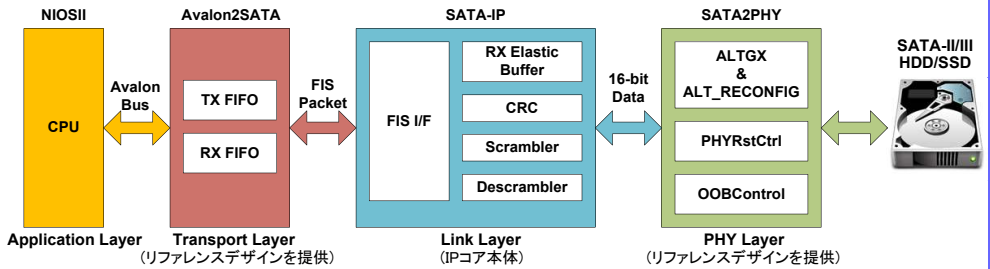 NIOSII
CPU
Application Layer
Avalon
Bus
Avalon2SATA
TX FIFO
RX FIFO
Transport Layer
(リファレンスデザインを提供)
FIS
Packet
SATA-IP
FIS I/F
RX Elastic
Buffer
CRC
Scrambler
Descrambler
Link Layer
(IPコア本体)
16-bit
Data
SATA2PHY
ALTGX
&
ALT_RECONFIG
PHYRstCtrl
OOBControl
PHY Layer
(リファレンスデザインを提供)
SATA-II/III
HDD/SSD